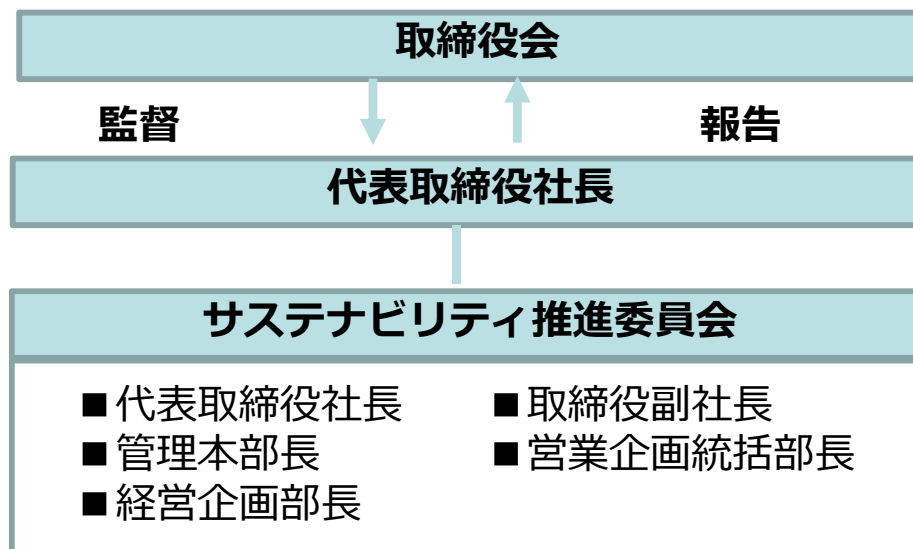 取締役会
監督
報告
代表取締役社長
サステナビリティ推進委員会
■代表取締役社長
■取締役副社長
■管理本部長
■営業企画統括部長
■経営企画部長